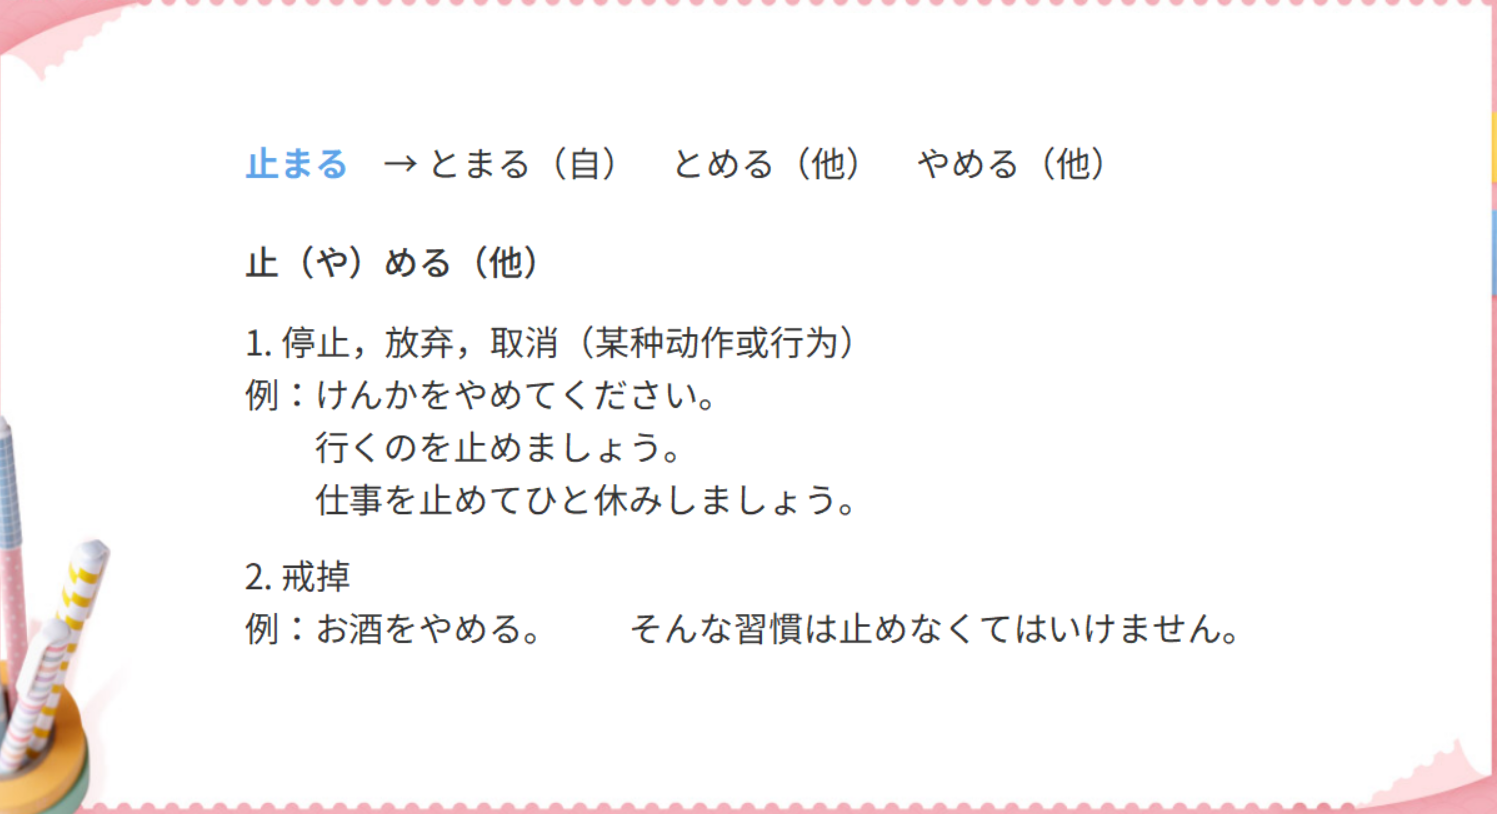 止まる　→ とまる（自）　とめる（他）　やめる（他）
止（や）める（他）
1. 停止，放弃，取消（某种动作或行为）
例：けんかをやめてください。
行くのを止めましょう。
仕事を止めてひと休みしましょう。
2. 戒掉
例：お酒をやめる。　　　そんな習慣は止めなくてはいけません。